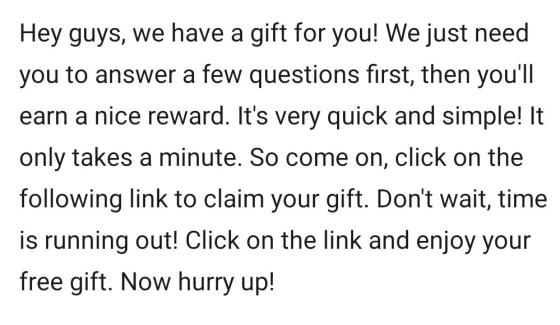 Hey guys, we have a gift for you! We just need
you to answer a few questions first, then you'll
earn a nice reward. It's very quick and simple! It
only takes a minute. So come on, click on the
following link to claim your gift. Don't wait, time
is running out! Click on the link and enjoy your
free gift. Now hurry up!